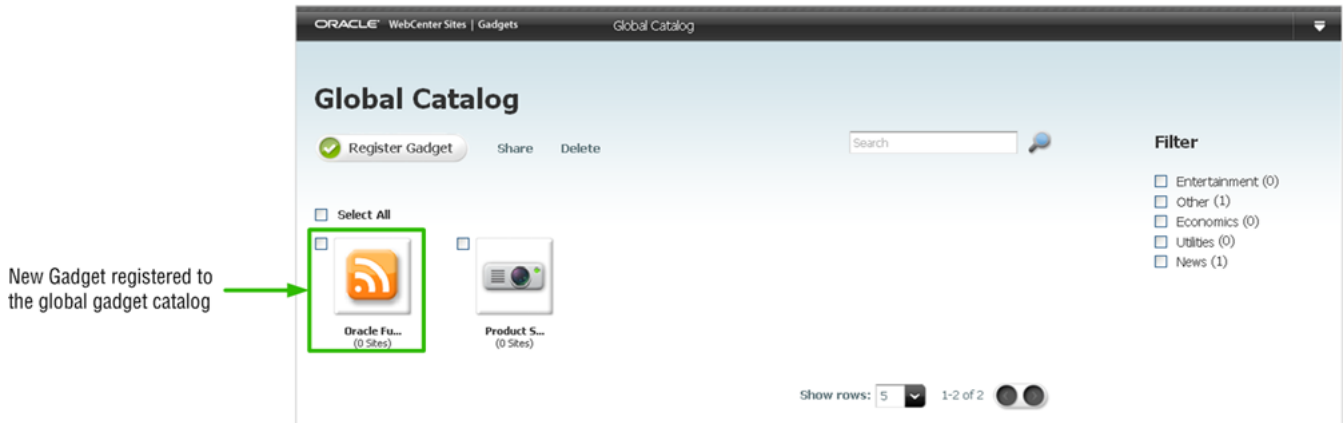 ORACLE® WebCenter Sites | Gadgets Global Catalog
Global Catalog
Register Gadget Share Delete
Search
Filter
Entertainment (0)
Other (1)
Economics (0)
Utilities (0)
News (1)
Select All
New Gadget registered to
the global gadget catalog
Oracle Fu...
(0 Sites)
Product S...
(0 Sites)
Show rows: 5 1-2 of 2